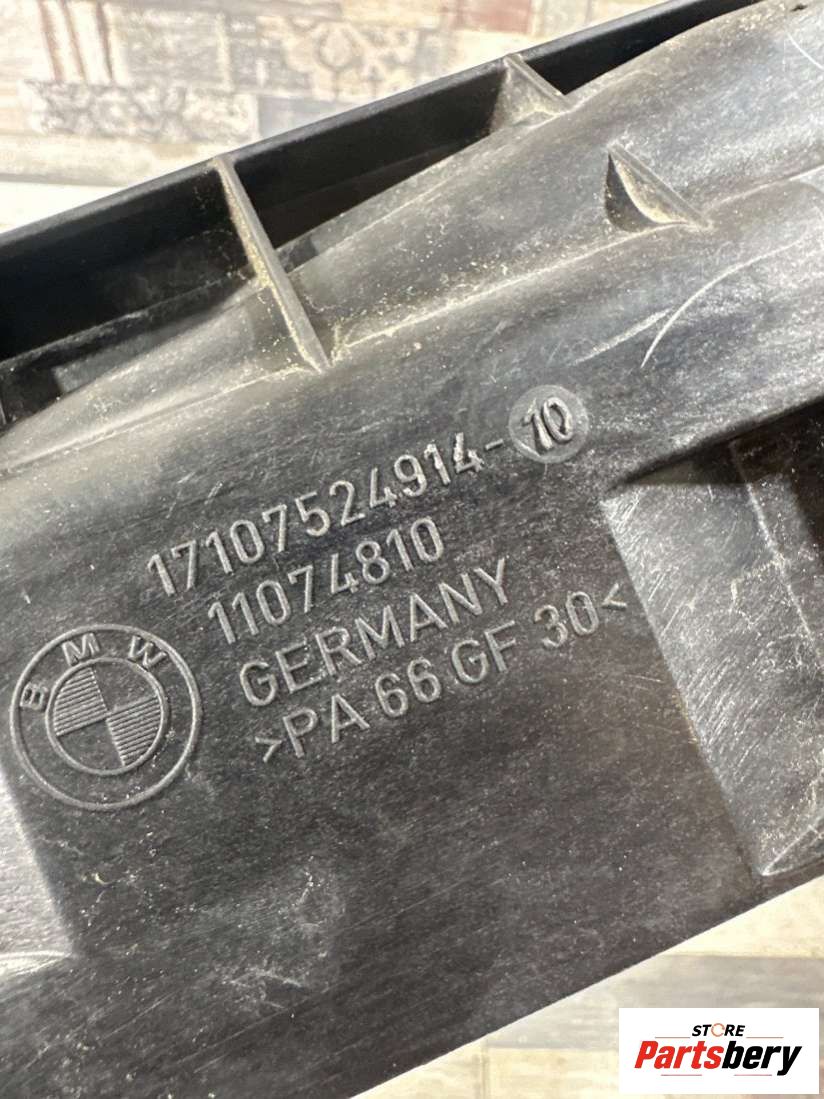 17107524914-10
11074810
GERMANY
>PA 66 GF 30<
BMW
STORE
Partsbery